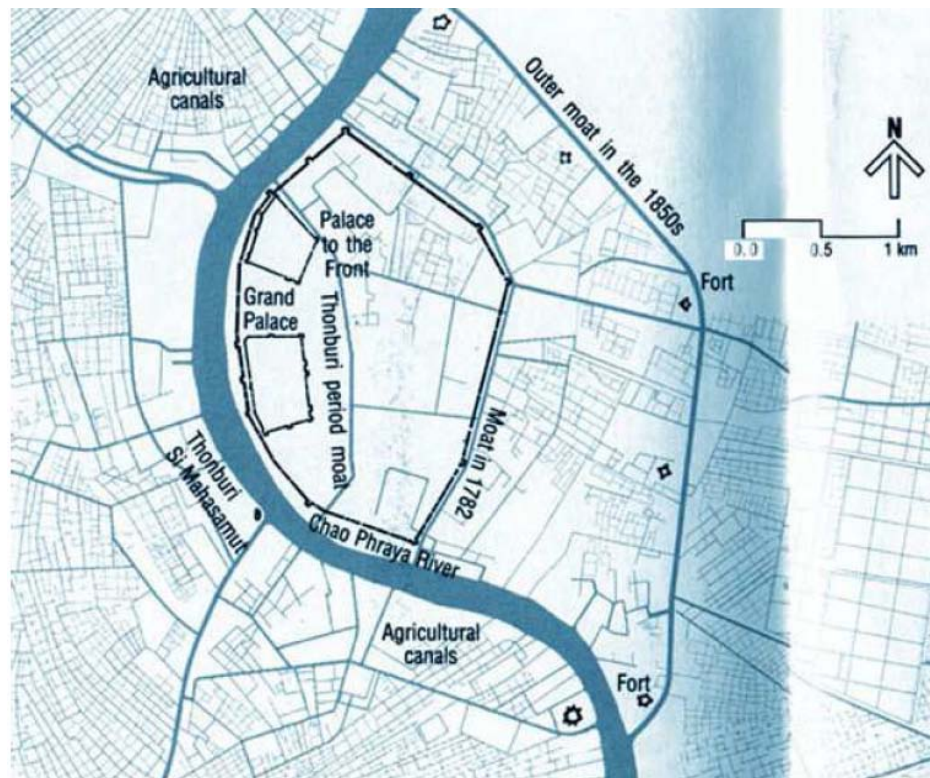 Agricultural
canals
Outer moat in the 1850s
N
0.0
0.5
1 km
Palace
to the
Front
Fort
Grand
Palace
Thonburi period moat
Moat in 1782
Thonburi
Si Mahasamut
Chao Phraya River
Agricultural
canals
Fort